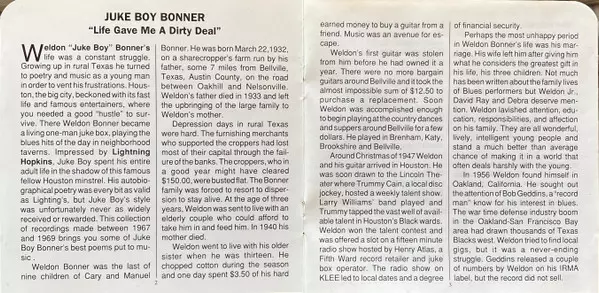 JUKE BOY BONNER
“Life Gave Me A Dirty Deal”
Weldon “Juke Boy” Bonner's
life was a constant struggle.
Growing up in rural Texas he turned
to poetry and music as a young man
in order to vent his frustrations. Hous-
ton, the big city, beckoned with its fast
life and famous entertainers, where
you needed a good “hustle” to sur-
vive. There Weldon Bonner became
a living one-man juke box, playing the
blues hits of the day in neighborhood
taverns. Impressed by Lightning
Hopkins, Juke Boy spent his entire
adult life in the shadow of this famous
fellow Houston minstrel. His autobio-
graphical poetry was every bit as valid
as Lighting's, but Juke Boy's style
was unfortunately never as widely
received or rewarded. This collection
of recordings made between 1967
and 1969 brings you some of Juke
Boy Bonner's best poems put to mu-
sic.
Weldon Bonner was the last of
nine children of Cary and Manuel
Bonner. He was born March 22,1932,
on a sharecropper's farm run by his
father, some 7 miles from Bellville,
Texas, Austin County, on the road
between Oakhill and Nelsonville.
Weldon's father died in 1933 and left
the upbringing of the large family to
Weldon's mother.
Depression days in rural Texas
were hard. The furnishing merchants
who supported the croppers had lost
most of their capital through the fail-
ure of the banks. The croppers, who in
a good year might have cleared
$150.00, were busted flat. The Bonner
family was forced to resort to disper-
sion to stay alive. At the age of three
years, Weldon was sent to live with an
elderly couple who could afford to
take him in and feed him. In 1940 his
mother died.
Weldon went to live with his older
sister when he was thirteen. He
chopped cotton during the season
and one day spent $3.50 of his hard
2
earned money to buy a guitar from a
friend. Music was an avenue for es-
cape.
Weldon's first guitar was stolen
from him before he had owned it a
year. There were no more bargain
guitars around Bellville and it took the
almost impossible sum of $12.50 to
purchase a replacement. Soon
Weldon was accomplished enough
to begin playing at the country dances
and suppers around Bellville for a few
dollars. He played in Brenham, Katy,
Brookshire and Bellville.
Around Christmas of 1947 Weldon
and his guitar arrived in Houston. He
was soon drawn to the Lincoln The-
ater where Trummy Cain, a local disc
jockey, hosted a weekly talent show.
Larry Williams' band played and
Trummy tapped the vast well of avail-
able talent in Houston's Black wards.
Weldon won the talent contest and
was offered a slot on a fifteen minute
radio show hosted by Henry Atlas, a
Fifth Ward record retailer and juke
box operator. The radio show on
KLEE led to local dates and a degree
of financial security.
Perhaps the most unhappy period
in Weldon Bonner's life was his mar-
riage. His wife left him after giving him
what he considers the greatest gift in
his life, his three children. Not much
has been written about the family lives
of Blues performers but Weldon Jr.,
David Ray and Debra deserve men-
tion. Weldon lavished attention, edu-
cation, responsibilities, and affection
on his family. They are all wonderful,
lively, intelligent young people and
stand a much better than average
chance of making it in a world that
often deals harshly with the young.
In 1956 Weldon found himself in
Oakland, California. He sought out
the attention of Bob Geddins, a “record
man” know for his interest in blues.
The war time defense industry boom
in the Oakland-San Francisco Bay
area had drawn thousands of Texas
Blacks west. Weldon tried to find local
gigs, but it was a never-ending
struggle. Geddins released a couple
of numbers by Weldon on his IRMA
label, but the record did not sell.